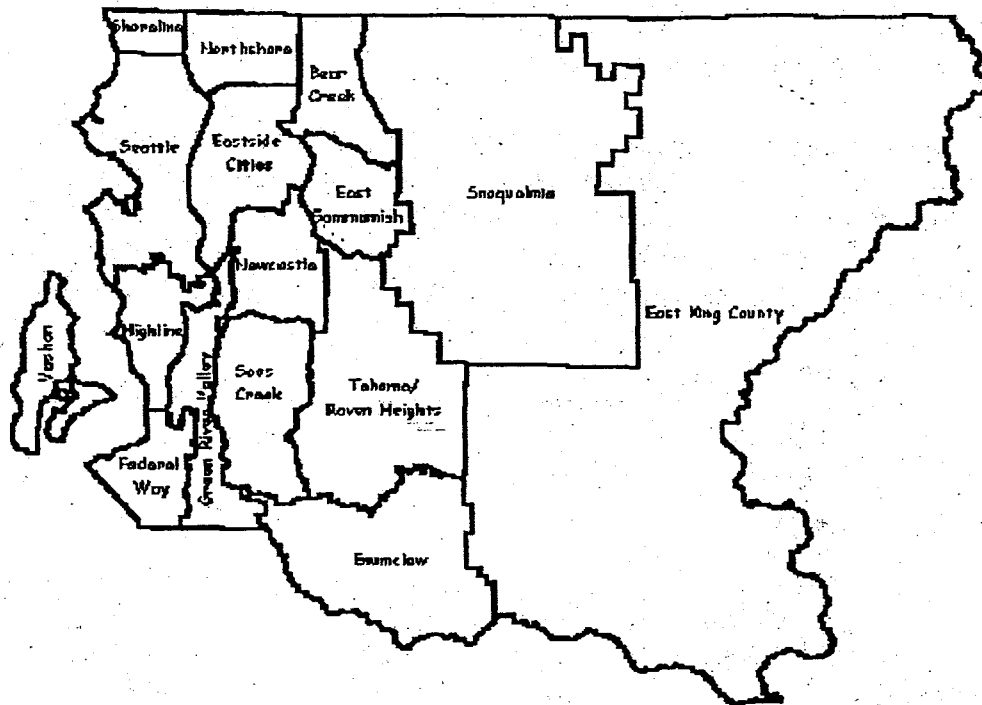 Shoreline
Northshore
Bear
Creek
Seattle
Eastside
Cities
East
Sammamish
Snoqualmie
Newcastle
East King County
Highline
Vashon
Green River Valley
Soos
Creek
Tahoma/
Raven Heights
Federal
Way
Enumclaw